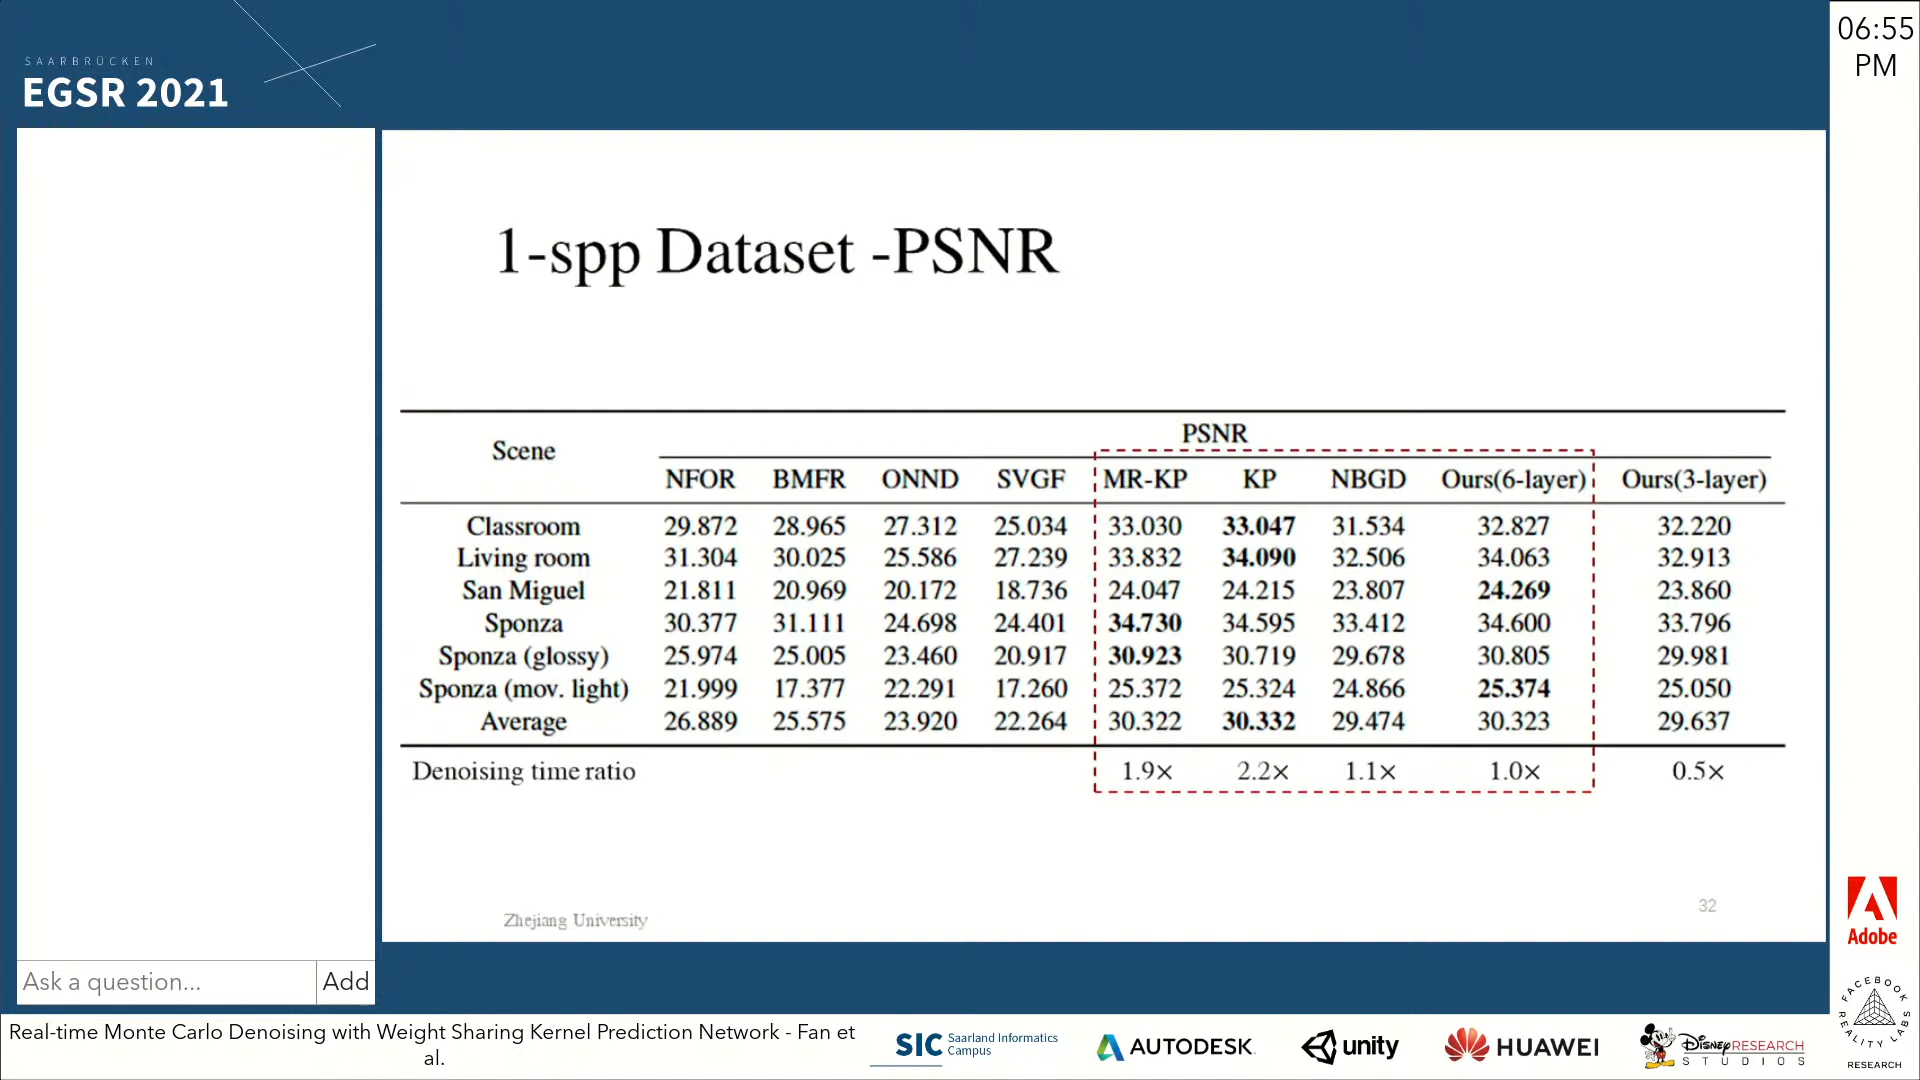 SAARBRÜCKEN
EGSR 2021
06:55
PM
1-spp Dataset -PSNR
Scene PSNR
NFOR BMFR ONND SVGF MR-KP KP NBGD Ours(6-layer) Ours(3-layer)
Classroom 29.872 28.965 27.312 25.034 33.030 33.047 31.534 32.827 32.220
Living room 31.304 30.025 25.586 27.239 33.832 34.090 32.506 34.063 32.913
San Miguel 21.811 20.969 20.172 18.736 24.047 24.215 23.807 24.269 23.860
Sponza 30.377 31.111 24.698 24.401 34.730 34.595 33.412 34.600 33.796
Sponza (glossy) 25.974 25.005 23.460 20.917 30.923 30.719 29.678 30.805 29.981
Sponza (mov. light) 21.999 17.377 22.291 17.260 25.372 25.324 24.866 25.374 25.050
Average 26.889 25.575 23.920 22.264 30.322 30.332 29.474 30.323 29.637
Denoising time ratio 1.9× 2.2× 1.1× 1.0× 0.5×
Zhejiang University
32
Ask a question...
Add
Real-time Monte Carlo Denoising with Weight Sharing Kernel Prediction Network - Fan et
al.
SIC Saarland Informatics
Campus
AUTODESK
unity
HUAWEI
Disney RESEARCH
STUDIOS
Adobe
FACEBOOK
REALITY LABS
RESEARCH